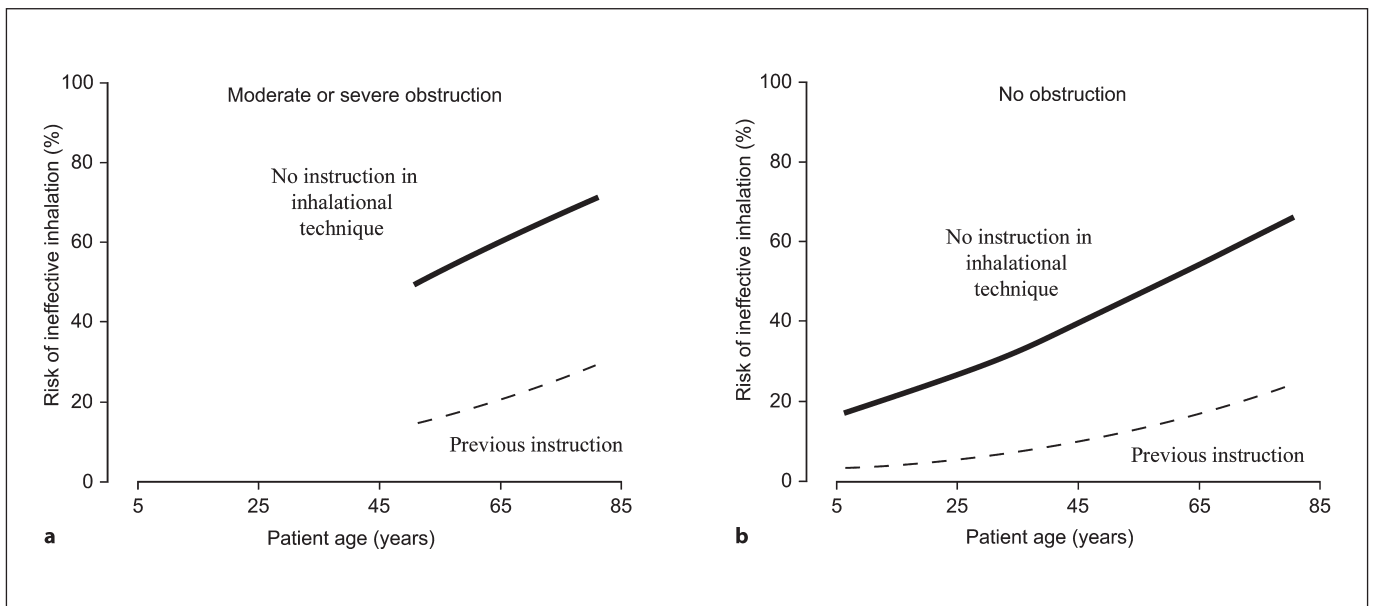 Moderate or severe obstruction
Risk of ineffective inhalation (%)
100
80
60
40
20
0
No instruction in
inhalational
technique
Previous instruction
5 25 45 65 85
Patient age (years)
a
No obstruction
Risk of ineffective inhalation (%)
100
80
60
40
20
0
No instruction in
inhalational
technique
Previous instruction
5 25 45 65 85
Patient age (years)
b